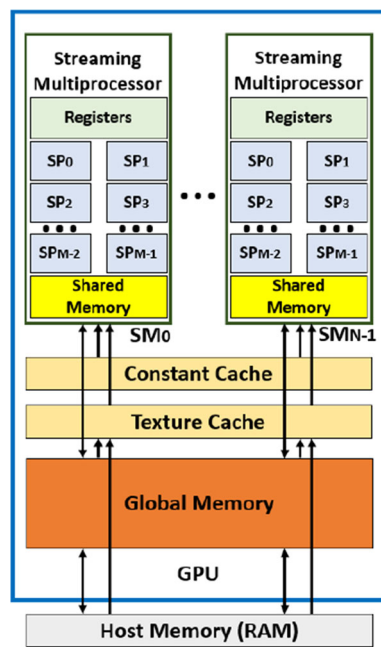 Streaming Multiprocessor
Streaming Multiprocessor
Registers
Registers
SP0 SP1
SP0 SP1
SP2 SP3
SP2 SP3
SPM-2 SPM-1
SPM-2 SPM-1
Shared Memory
Shared Memory
SM0
SMN-1
Constant Cache
Texture Cache
Global Memory
GPU
Host Memory (RAM)